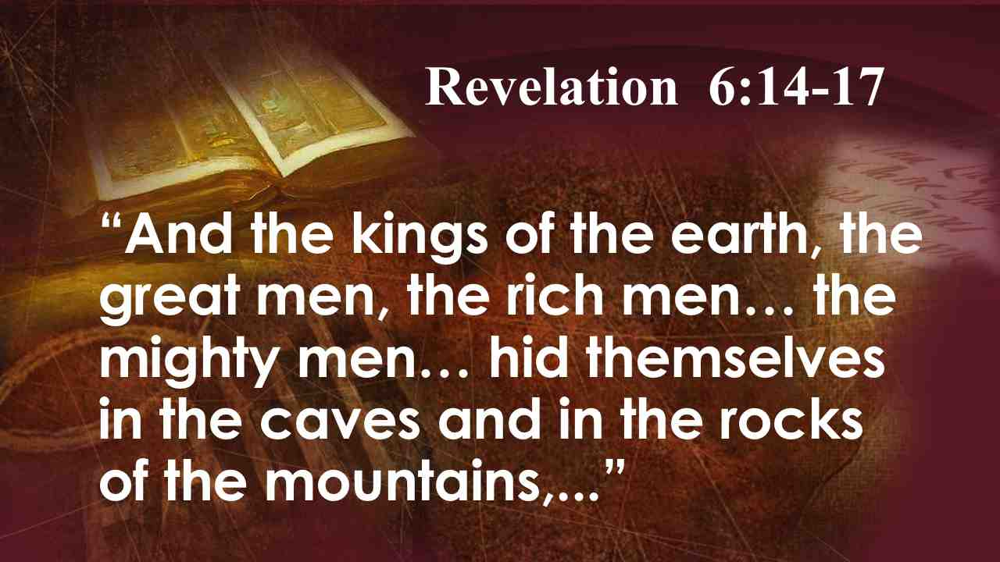 Revelation 6:14-17
“And the kings of the earth, the
great men, the rich men… the
mighty men… hid themselves
in the caves and in the rocks
of the mountains,...”